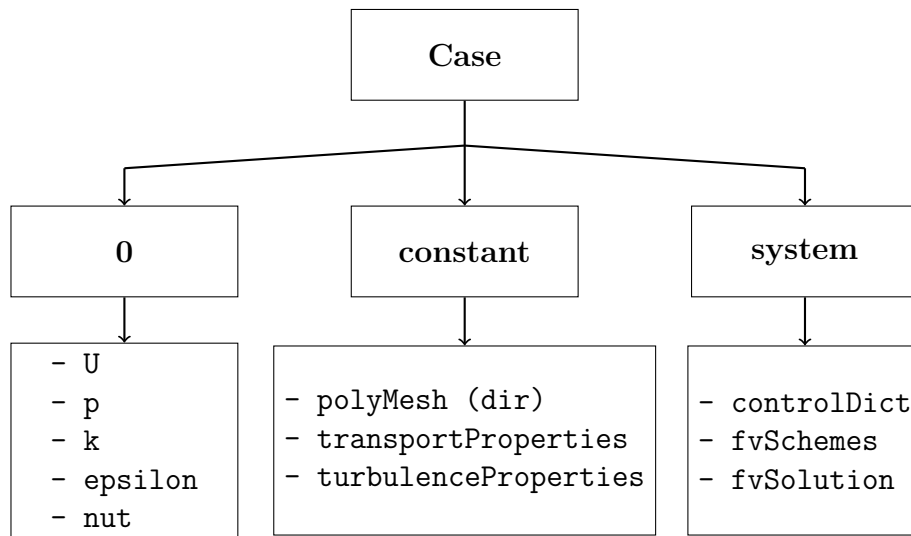 Case
0
constant
system
- U
- p
- k
- epsilon
- nut
- polyMesh (dir)
- transportProperties
- turbulenceProperties
- controlDict
- fvSchemes
- fvSolution